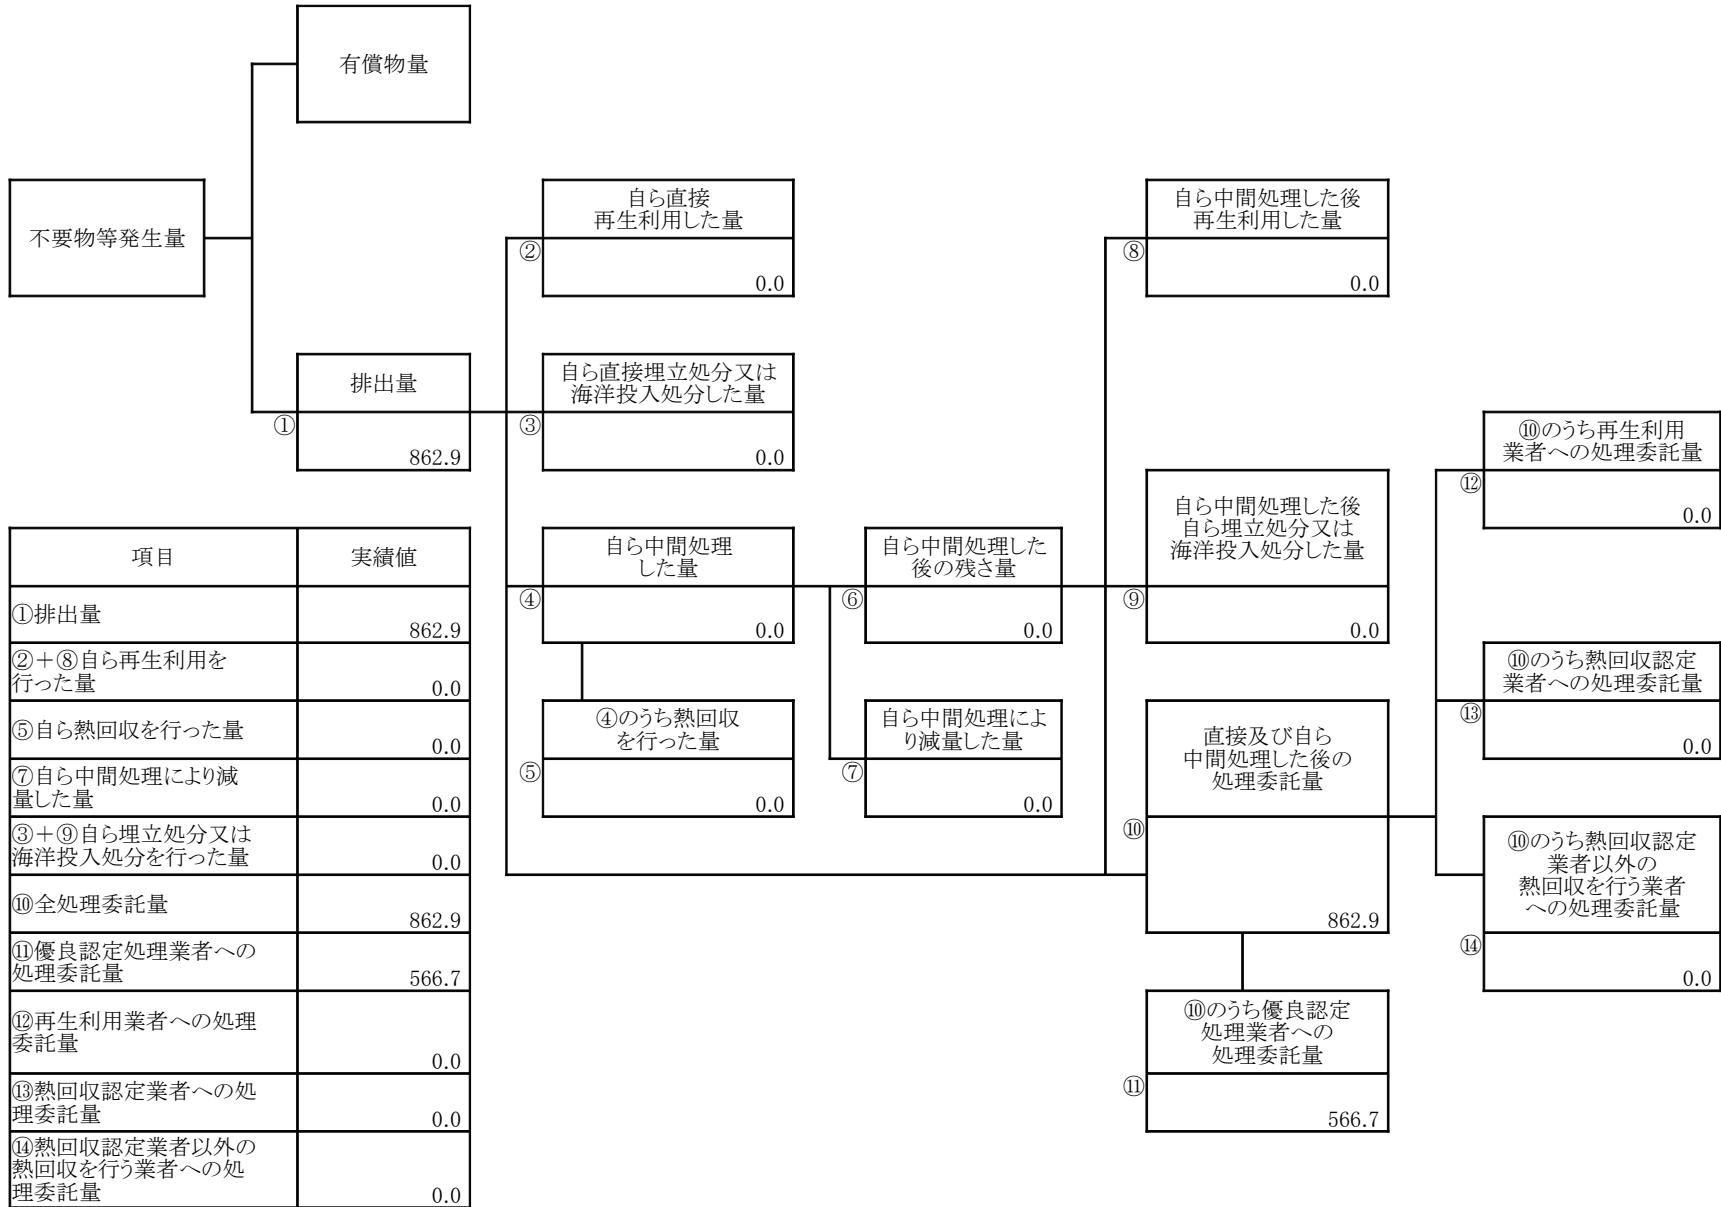 有償物量
不要物等発生量
自ら直接
再生利用した量
②
0.0
自ら中間処理した後
再生利用した量
⑧
0.0
排出量
①
862.9
自ら直接埋立処分又は
海洋投入処分した量
③
0.0
⑩のうち再生利用
業者への処理委託量
⑫
0.0
自ら中間処理した後
自ら埋立処分又は
海洋投入処分した量
⑨
0.0
自ら中間処理
した量
④
0.0
自ら中間処理した
後の残さ量
⑥
0.0
⑩のうち熱回収認定
業者への処理委託量
⑬
0.0
④のうち熱回収
を行った量
⑤
0.0
自ら中間処理によ
り減量した量
⑦
0.0
直接及び自ら
中間処理した後の
処理委託量
⑩
862.9
⑩のうち熱回収認定
業者以外の
熱回収を行う業者
への処理委託量
⑭
0.0
⑩のうち優良認定
処理業者への
処理委託量
⑪
566.7
項目 実績値
①排出量
862.9
②＋⑧自ら再生利用を
行った量
0.0
⑤自ら熱回収を行った量
0.0
⑦自ら中間処理により減
量した量
0.0
③＋⑨自ら埋立処分又は
海洋投入処分を行った量
0.0
⑩全処理委託量
862.9
⑪優良認定処理業者への
処理委託量
566.7
⑫再生利用業者への処理
委託量
0.0
⑬熱回収認定業者への処
理委託量
0.0
⑭熱回収認定業者以外の
熱回収を行う業者への処
理委託量
0.0